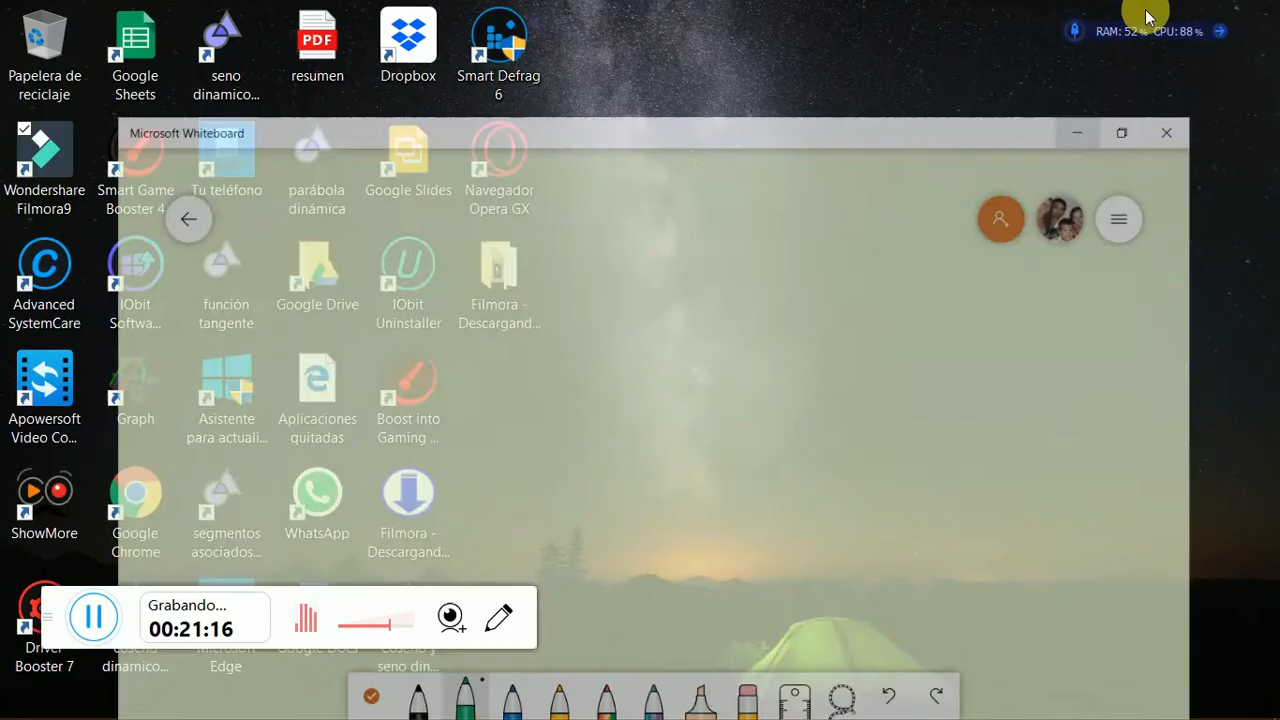 RAM: 52% CPU: 88%
Papelera de
reciclaje
Google
Sheets
seno
dinamico...
resumen
PDF
Dropbox
Smart Defrag
6
Microsoft Whiteboard
Wondershare
Filmora9
Smart Game
Booster 4
Tu teléfono
parábola
dinámica
Google Slides
Navegador
Opera GX
Advanced
SystemCare
IObit
Softwa...
función
tangente
Google Drive
IObit
Uninstaller
Filmora -
Descargand...
Apowersoft
Video Co...
Graph
Asistente
para actuali...
Aplicaciones
quitadas
Boost into
Gaming ...
ShowMore
Google
Chrome
segmentos
asociados...
WhatsApp
Filmora -
Descargand...
Grabando...
00:21:16
Driver
Booster 7
coseno
dinamico...
Microsoft
Edge
Google Docs
Coseno y
seno din...